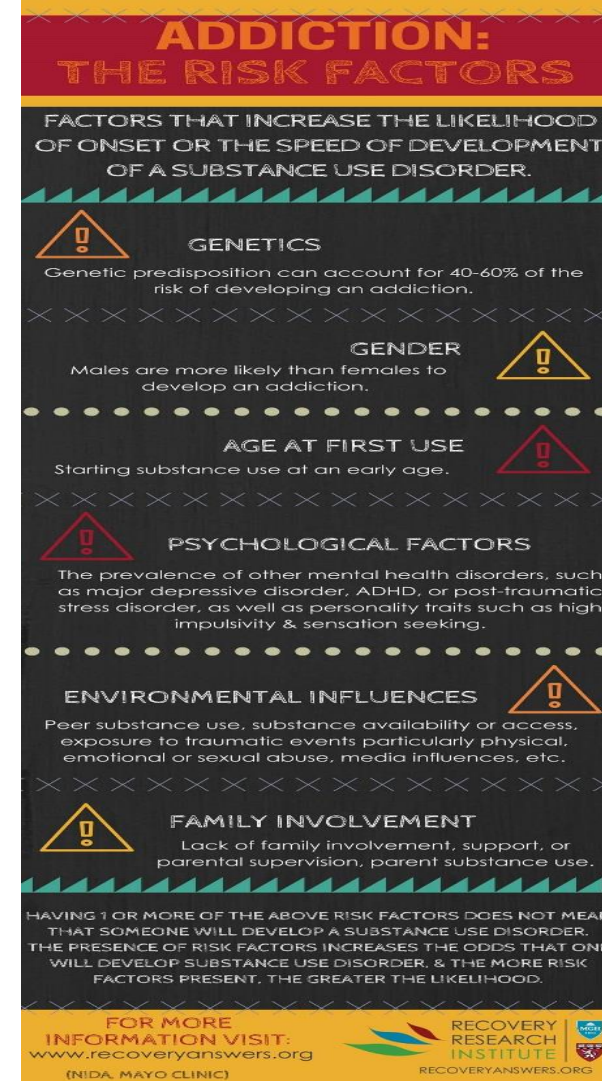 ADDICTION:
THE RISK FACTORS
FACTORS THAT INCREASE THE LIKELIHOOD
OF ONSET OR THE SPEED OF DEVELOPMENT
OF A SUBSTANCE USE DISORDER.
GENETICS
Genetic predisposition can account for 40-60% of the
risk of developing an addiction.
GENDER
Males are more likely than females to
develop an addiction.
AGE AT FIRST USE
Starting substance use at an early age.
PSYCHOLOGICAL FACTORS
The prevalence of other mental health disorders, such
as major depressive disorder, ADHD, or post-traumatic
stress disorder, as well as personality traits such as high
impulsivity & sensation seeking.
ENVIRONMENTAL INFLUENCES
Peer substance use, substance availability or access,
exposure to traumatic events particularly physical,
emotional or sexual abuse, media influences, etc.
FAMILY INVOLVEMENT
Lack of family involvement, support, or
parental supervision, parent substance use.
HAVING 1 OR MORE OF THE ABOVE RISK FACTORS DOES NOT MEAN
THAT SOMEONE WILL DEVELOP A SUBSTANCE USE DISORDER.
THE PRESENCE OF RISK FACTORS INCREASES THE ODDS THAT ONE
WILL DEVELOP SUBSTANCE USE DISORDER, & THE MORE RISK
FACTORS PRESENT, THE GREATER THE LIKELIHOOD.
FOR MORE
INFORMATION VISIT:
www.recoveryanswers.org
(NIDA, MAYO CLINIC)
RECOVERY
RESEARCH
INSTITUTE
MGH
RECOVERYANSWERS.ORG